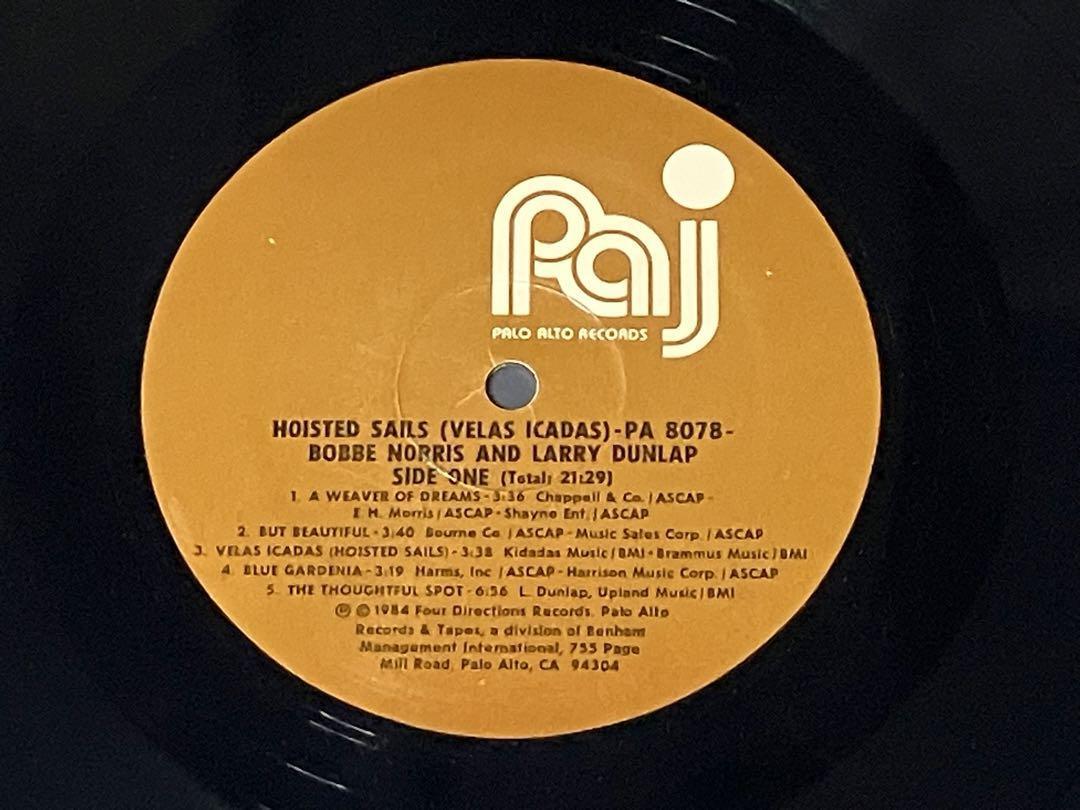 Paj
PALO ALTO RECORDS
HOISTED SAILS (VELAS ICADAS)-PA 8078-
BOBBE NORRIS AND LARRY DUNLAP
SIDE ONE (Total: 21:29)
1. A WEAVER OF DREAMS - 3:36 Chappell & Co./ASCAP-
E.H. Morris/ASCAP-Shayne Ent./ASCAP
2. BUT BEAUTIFUL - 3:40 Bourne Co./ASCAP-Music Sales Corp./ASCAP
3. VELAS ICADAS (HOISTED SAILS) - 3:38 Kidadas Music/BMI-Brammus Music/BMI
4. BLUE GARDENIA - 3:19 Harms, Inc./ASCAP-Harrison Music Corp./ASCAP
5. THE THOUGHTFUL SPOT - 6:56 L. Dunlap, Upland Music/BMI
℗ © 1984 Four Directions Records. Palo Alto
Records & Tapes, a division of Benham
Management International, 755 Page
Mill Road, Palo Alto, CA 94304